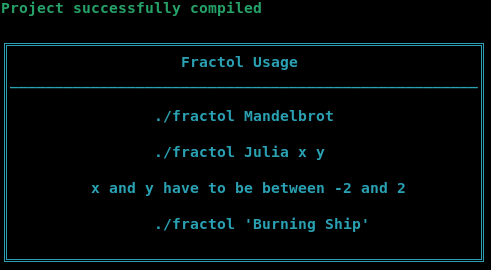 Project successfully compiled
Fractol Usage
./fractol Mandelbrot
./fractol Julia x y
x and y have to be between -2 and 2
./fractol 'Burning Ship'